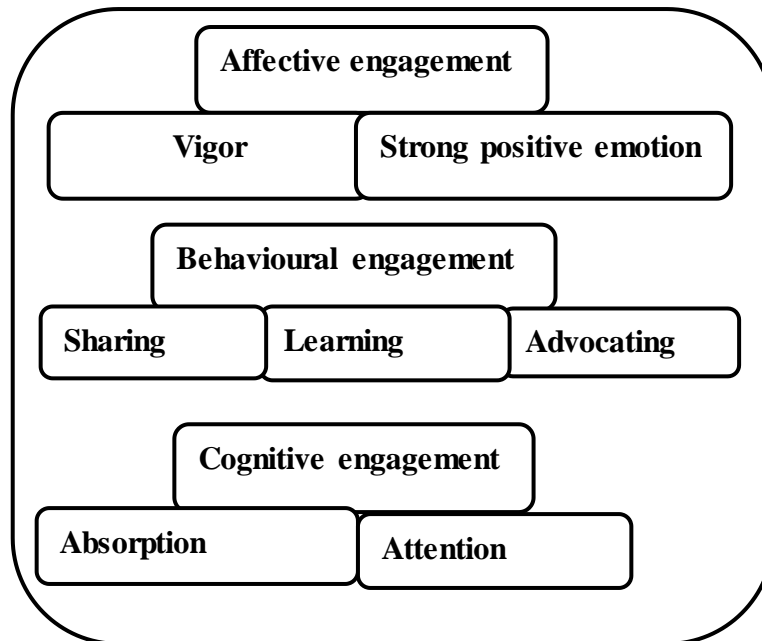 Affective engagement
Vigor
Strong positive emotion
Behavioural engagement
Sharing
Learning
Advocating
Cognitive engagement
Absorption
Attention